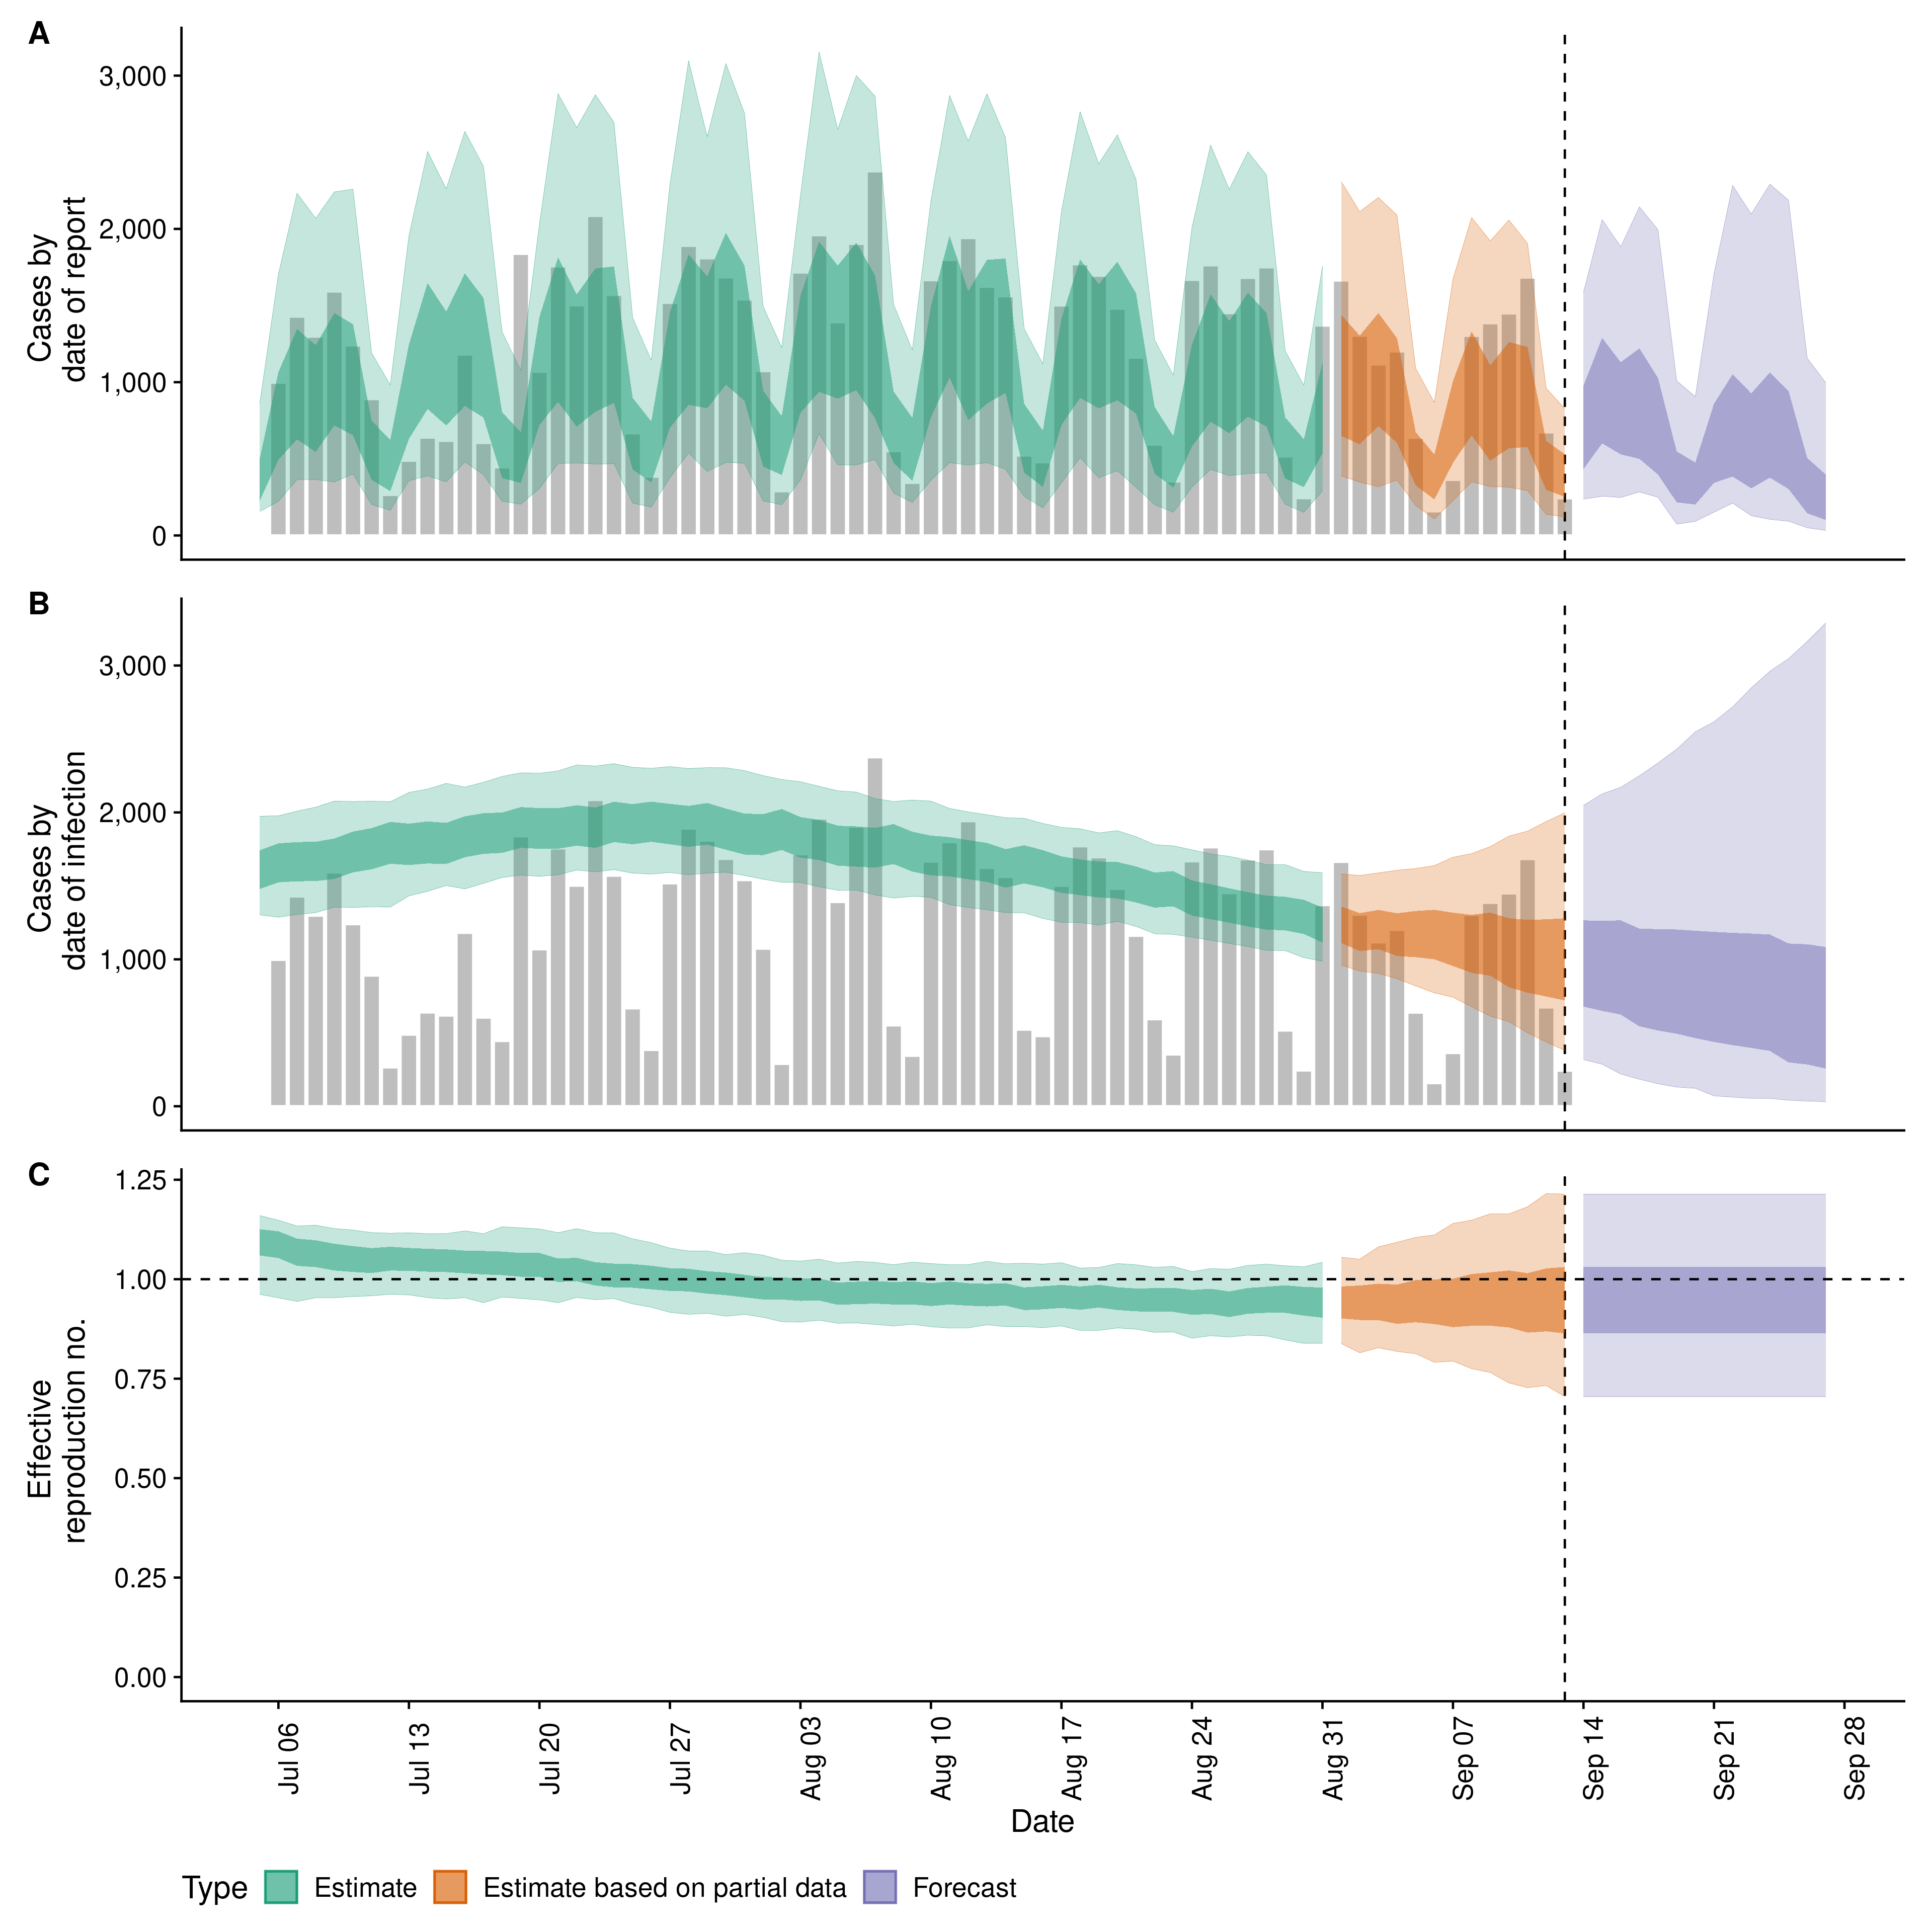 A
Cases by
date of report
3,000
2,000
1,000
0
B
Cases by
date of infection
3,000
2,000
1,000
0
C
Effective
reproduction no.
1.25
1.00
0.75
0.50
0.25
0.00
Jul 06
Jul 13
Jul 20
Jul 27
Aug 03
Aug 10
Aug 17
Aug 24
Aug 31
Sep 07
Sep 14
Sep 21
Sep 28
Date
Type Estimate Estimate based on partial data Forecast